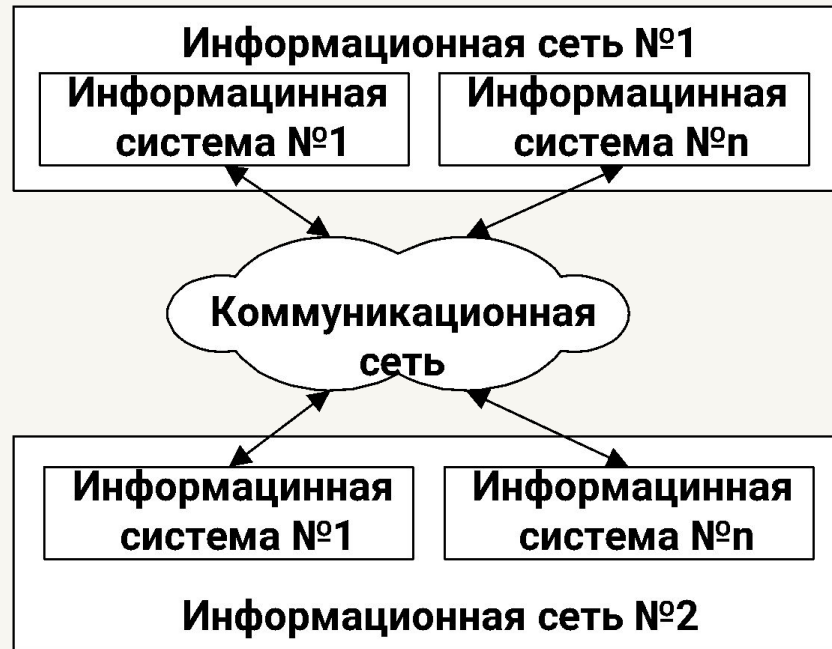 Информационная сеть №1
Информацинная
система №1
Информацинная
система №n
Коммуникационная
сеть
Информацинная
система №1
Информацинная
система №n
Информационная сеть №2